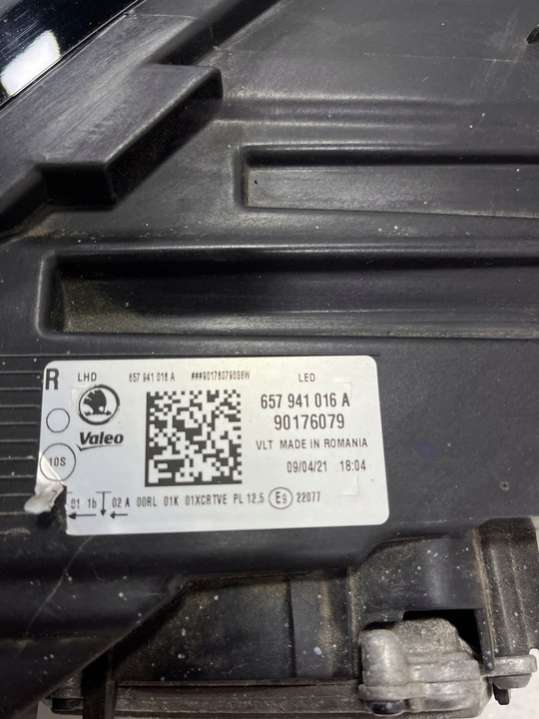 R LHD 657 941 016 A ###90176079086W LED
657 941 016 A
90176079
Valeo
VLT MADE IN ROMANIA
10S
09/04/21 18:04
01 1b 02 A 00RL 01K 01XCRTVE PL 12.5 E9 22077